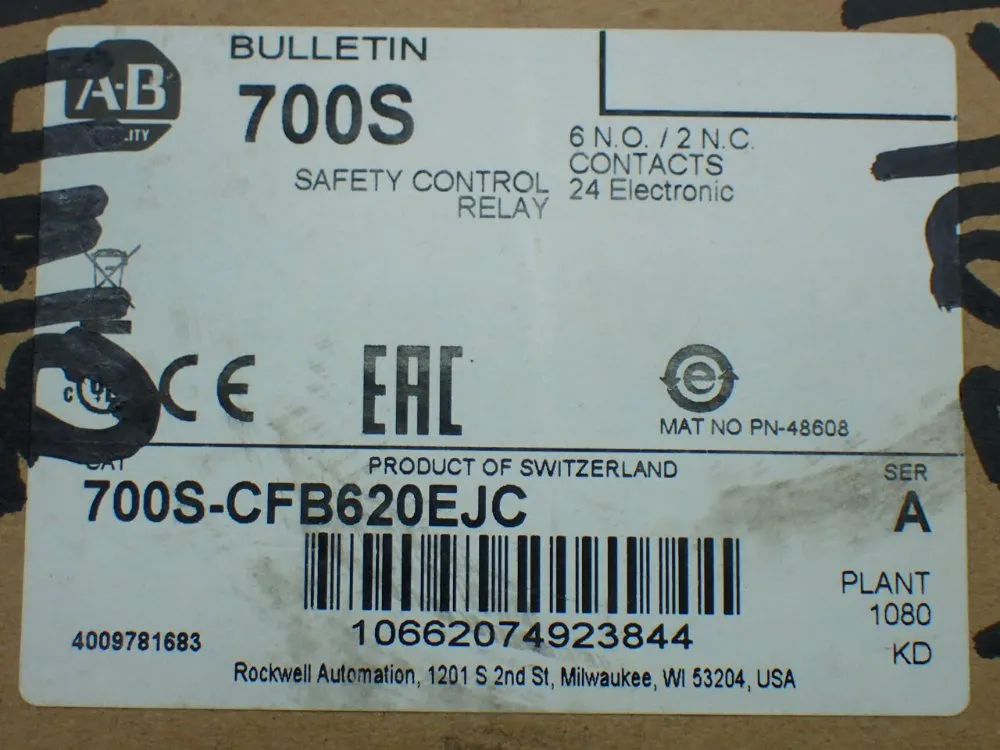 A-B
BULLETIN
700S
SAFETY CONTROL
RELAY
6 N.O. / 2 N.C.
CONTACTS
24 Electronic
CE
EAC
e
MAT NO PN-48608
PRODUCT OF SWITZERLAND
CAT
700S-CFB620EJC
SER
A
10662074923844
PLANT
1080
KD
4009781683
Rockwell Automation, 1201 S 2nd St, Milwaukee, WI 53204, USA